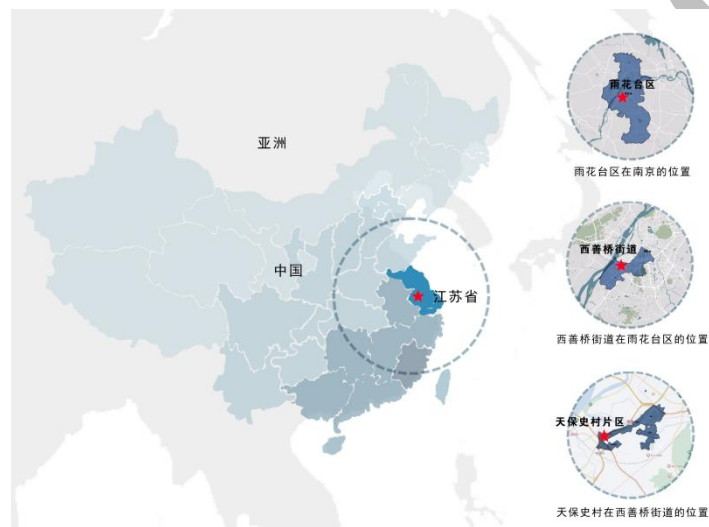 亚洲
中国
江苏省
雨花台区
雨花台区在南京的位置
西善桥街道
西善桥街道在雨花台区的位置
天保史村片区
天保史村在西善桥街道的位置